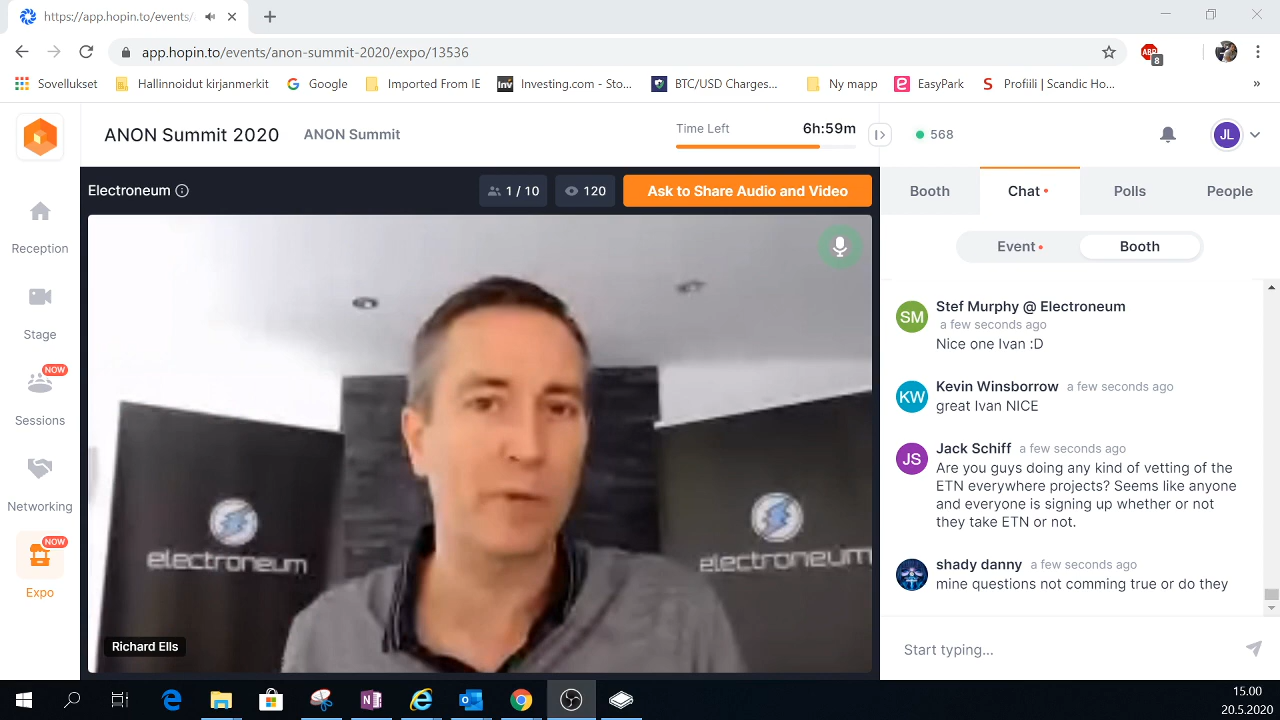 https://app.hopin.to/events/
app.hopin.to/events/anon-summit-2020/expo/13536
ABP
8
Sovellukset
Hallinnoidut kirjanmerkit
Google
Imported From IE
Inv
Investing.com - Sto...
BTC/USD Charges...
Ny mapp
EasyPark
S
Profiili | Scandic Ho...
»
ANON Summit 2020
ANON Summit
Time Left
6h:59m
568
JL
Electroneum
1 / 10
120
Ask to Share Audio and Video
Booth
Chat
Polls
People
Event
Booth
Reception
Stage
NOW
Sessions
Networking
NOW
Expo
electroneum
electroneum
Richard Ells
SM
Stef Murphy @ Electroneum
a few seconds ago
Nice one Ivan :D
KW
Kevin Winsborrow a few seconds ago
great Ivan NICE
JS
Jack Schiff a few seconds ago
Are you guys doing any kind of vetting of the
ETN everywhere projects? Seems like anyone
and everyone is signing up whether or not
they take ETN or not.
shady danny a few seconds ago
mine questions not comming true or do they
Start typing...
15.00
20.5.2020